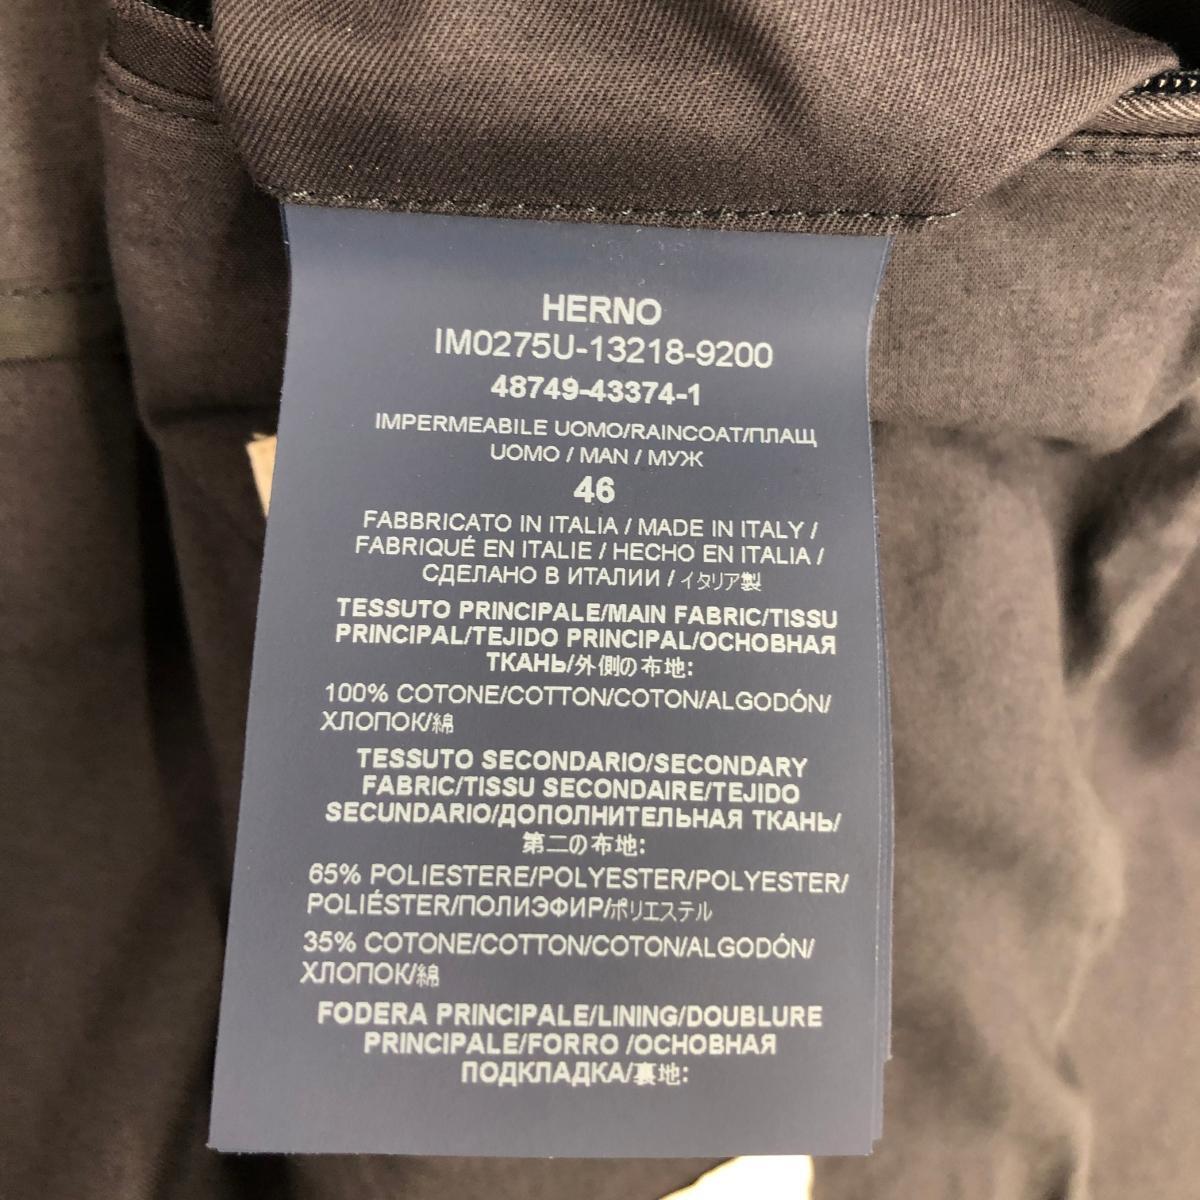 HERNO
IM0275U-13218-9200
48749-43374-1
IMPERMEABILE UOMO/RAINCOAT/ПЛАЩ
UOMO / MAN / МУЖ
46
FABBRICATO IN ITALIA / MADE IN ITALY /
FABRIQUÉ EN ITALIE / HECHO EN ITALIA /
СДЕЛАНО В ИТАЛИИ / イタリア製
TESSUTO PRINCIPALE/MAIN FABRIC/TISSU
PRINCIPAL/TEJIDO PRINCIPAL/ОСНОВНАЯ
ТКАНЬ/外側の布地:
100% COTONE/COTTON/COTON/ALGODÓN/
ХЛОПОК/綿
TESSUTO SECONDARIO/SECONDARY
FABRIC/TISSU SECONDAIRE/TEJIDO
SECUNDARIO/ДОПОЛНИТЕЛЬНАЯ ТКАНЬ/
第二の布地:
65% POLIESTERE/POLYESTER/POLYESTER/
POLIÉSTER/ПОЛИЭФИР/ポリエステル
35% COTONE/COTTON/COTON/ALGODÓN/
ХЛОПОК/綿
FODERA PRINCIPALE/LINING/DOUBLURE
PRINCIPALE/FORRO /ОСНОВНАЯ
ПОДКЛАДКА/裏地: